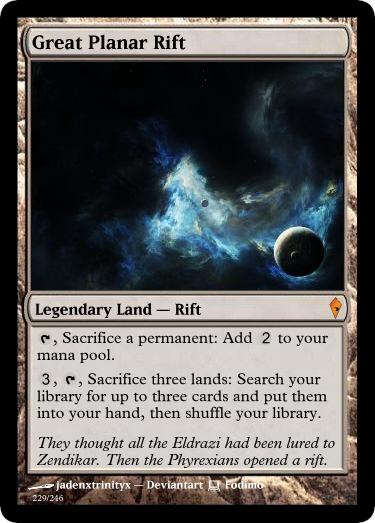 Great Planar Rift
Legendary Land — Rift
, Sacrifice a permanent: Add 2 to your
mana pool.
3, , Sacrifice three lands: Search your
library for up to three cards and put them
into your hand, then shuffle your library.
They thought all the Eldrazi had been lured to
Zendikar. Then the Phyrexians opened a rift.
Jadenxtrinityx — Deviantart Fodimo
229/246